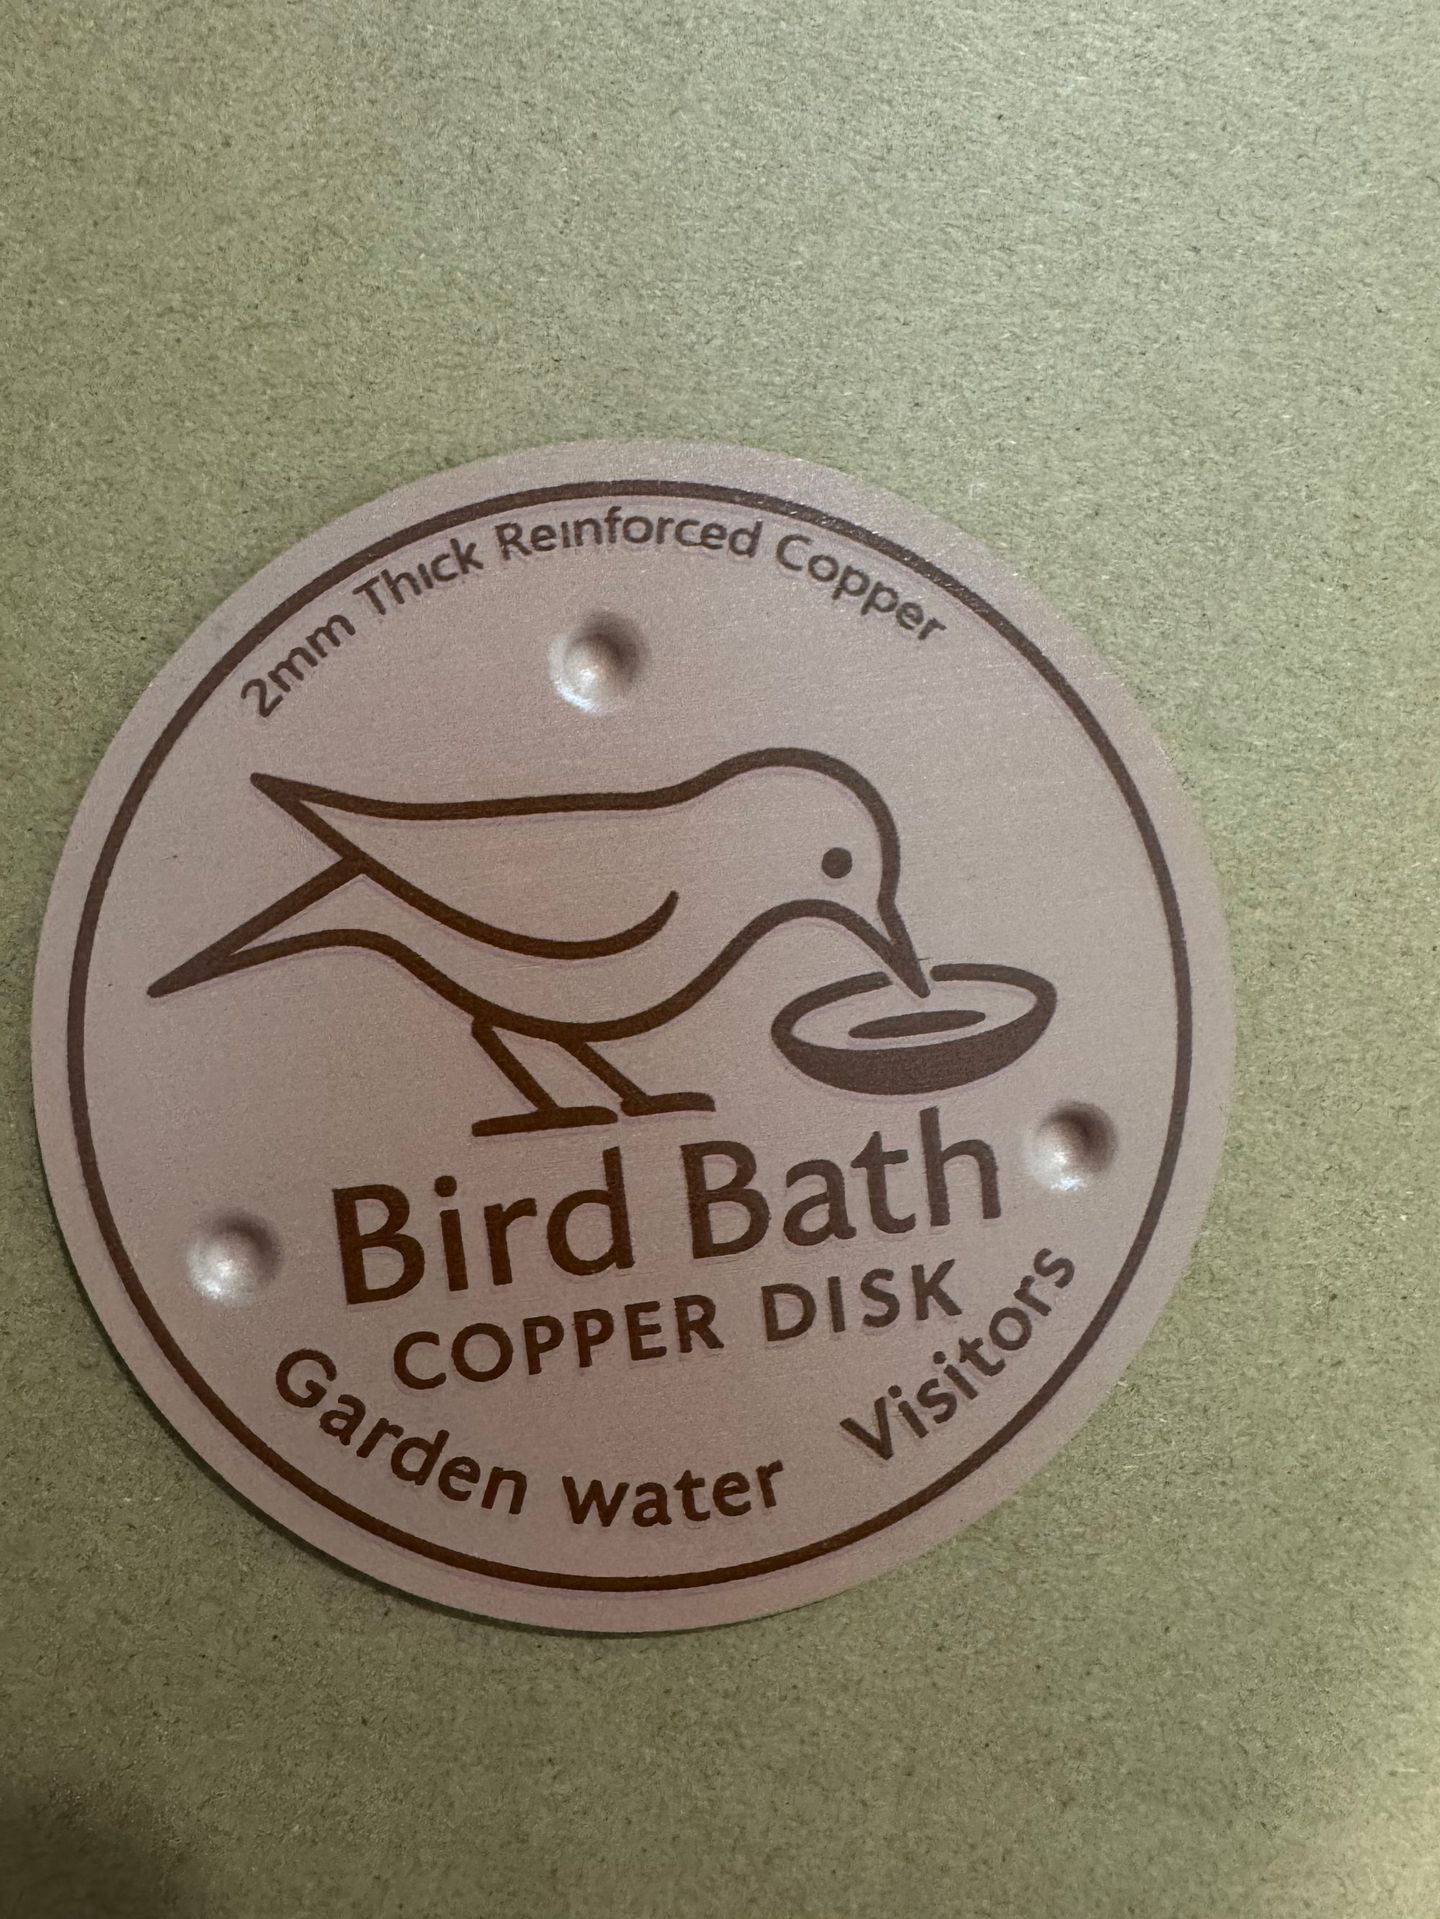 2mm Thick Reinforced Copper
Bird Bath
COPPER DISK
Garden water Visitors